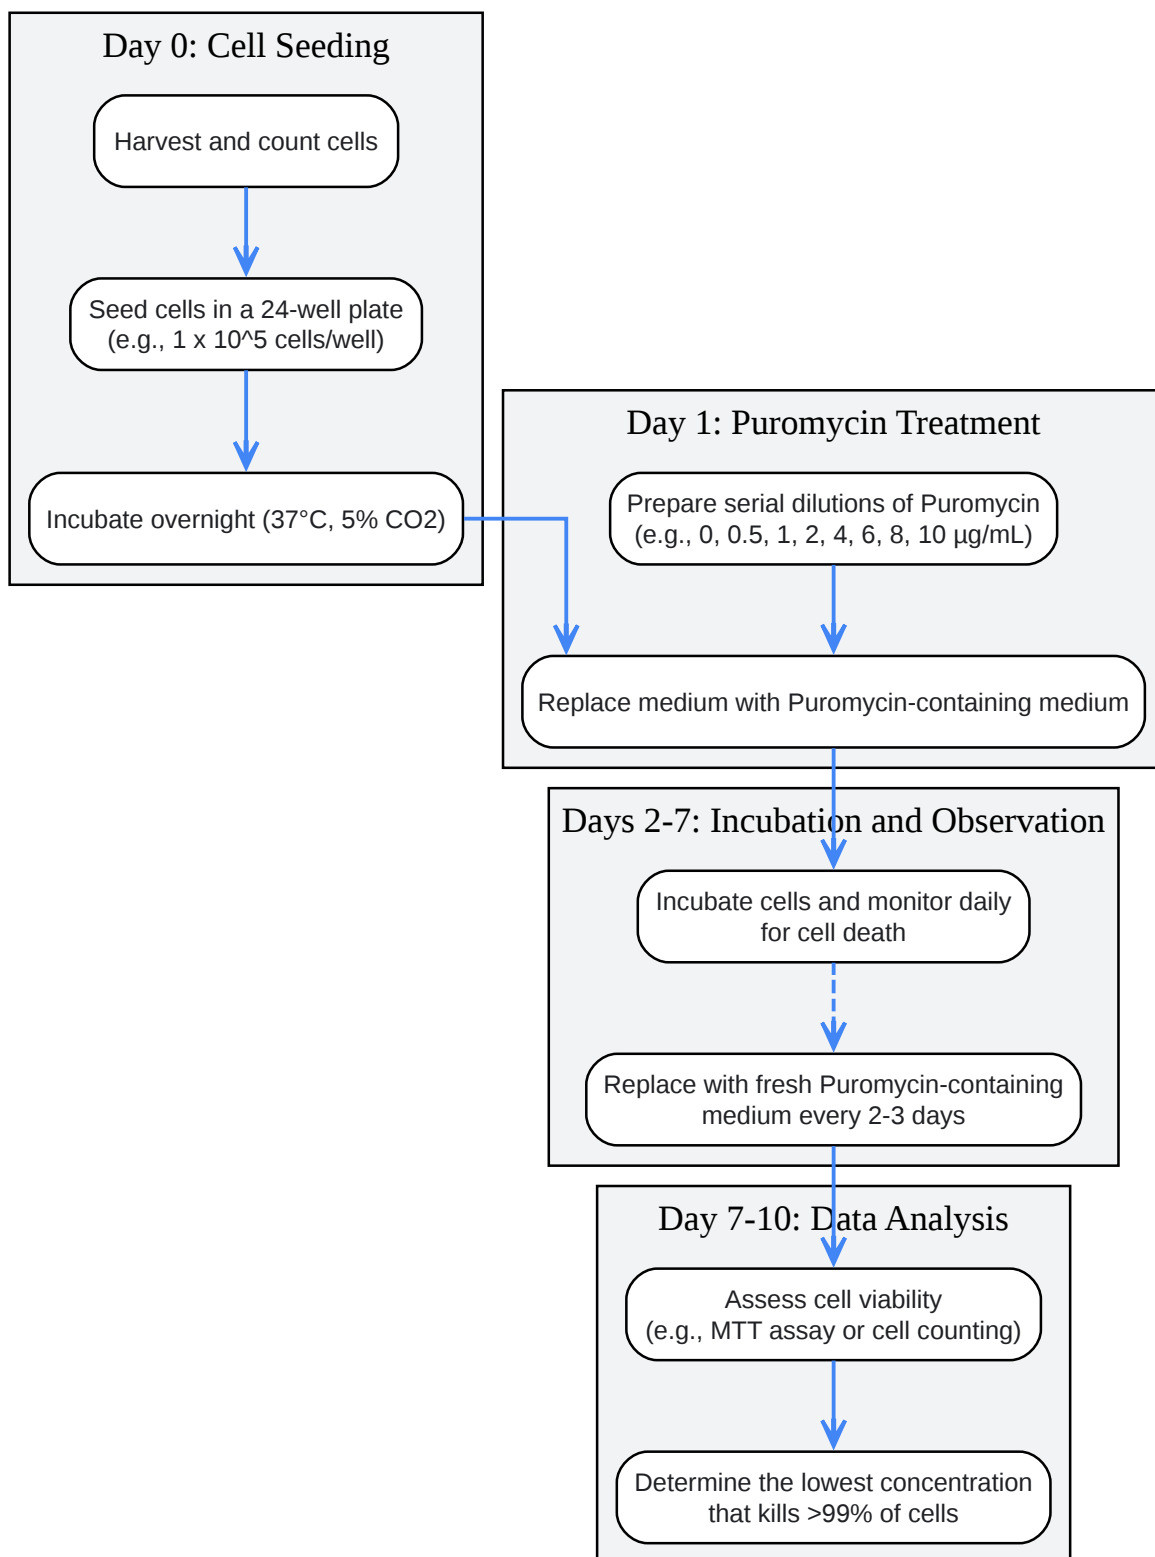 Day 0: Cell Seeding
Harvest and count cells
Seed cells in a 24-well plate
(e.g., 1 x 10^5 cells/well)
Incubate overnight (37°C, 5% CO2)
Day 1: Puromycin Treatment
Prepare serial dilutions of Puromycin
(e.g., 0, 0.5, 1, 2, 4, 6, 8, 10 µg/mL)
Replace medium with Puromycin-containing medium
Days 2-7: Incubation and Observation
Incubate cells and monitor daily
for cell death
Replace with fresh Puromycin-containing
medium every 2-3 days
Day 7-10: Data Analysis
Assess cell viability
(e.g., MTT assay or cell counting)
Determine the lowest concentration
that kills >99% of cells